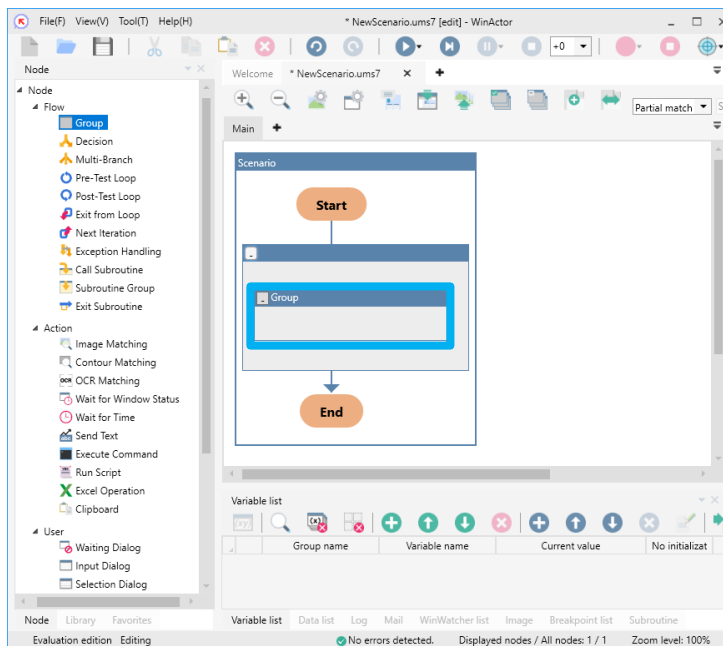 File(F) View(V) Tool(T) Help(H)
* NewScenario.ums7 [edit] - WinActor
+0
Node
Node
Flow
Group
Decision
Multi-Branch
Pre-Test Loop
Post-Test Loop
Exit from Loop
Next Iteration
Exception Handling
Call Subroutine
Subroutine Group
Exit Subroutine
Action
Image Matching
Contour Matching
OCR OCR Matching
Wait for Window Status
Wait for Time
Send Text
Execute Command
Run Script
Excel Operation
Clipboard
User
Waiting Dialog
Input Dialog
Selection Dialog
Node Library Favorites
Welcome * NewScenario.ums7
Partial match
Main
Scenario
Start
Group
End
Variable list
Group name Variable name Current value No initializat
Variable list Data list Log Mail WinWatcher list Image Breakpoint list Subroutine
Evaluation edition Editing No errors detected. Displayed nodes / All nodes: 1 / 1 Zoom level: 100%